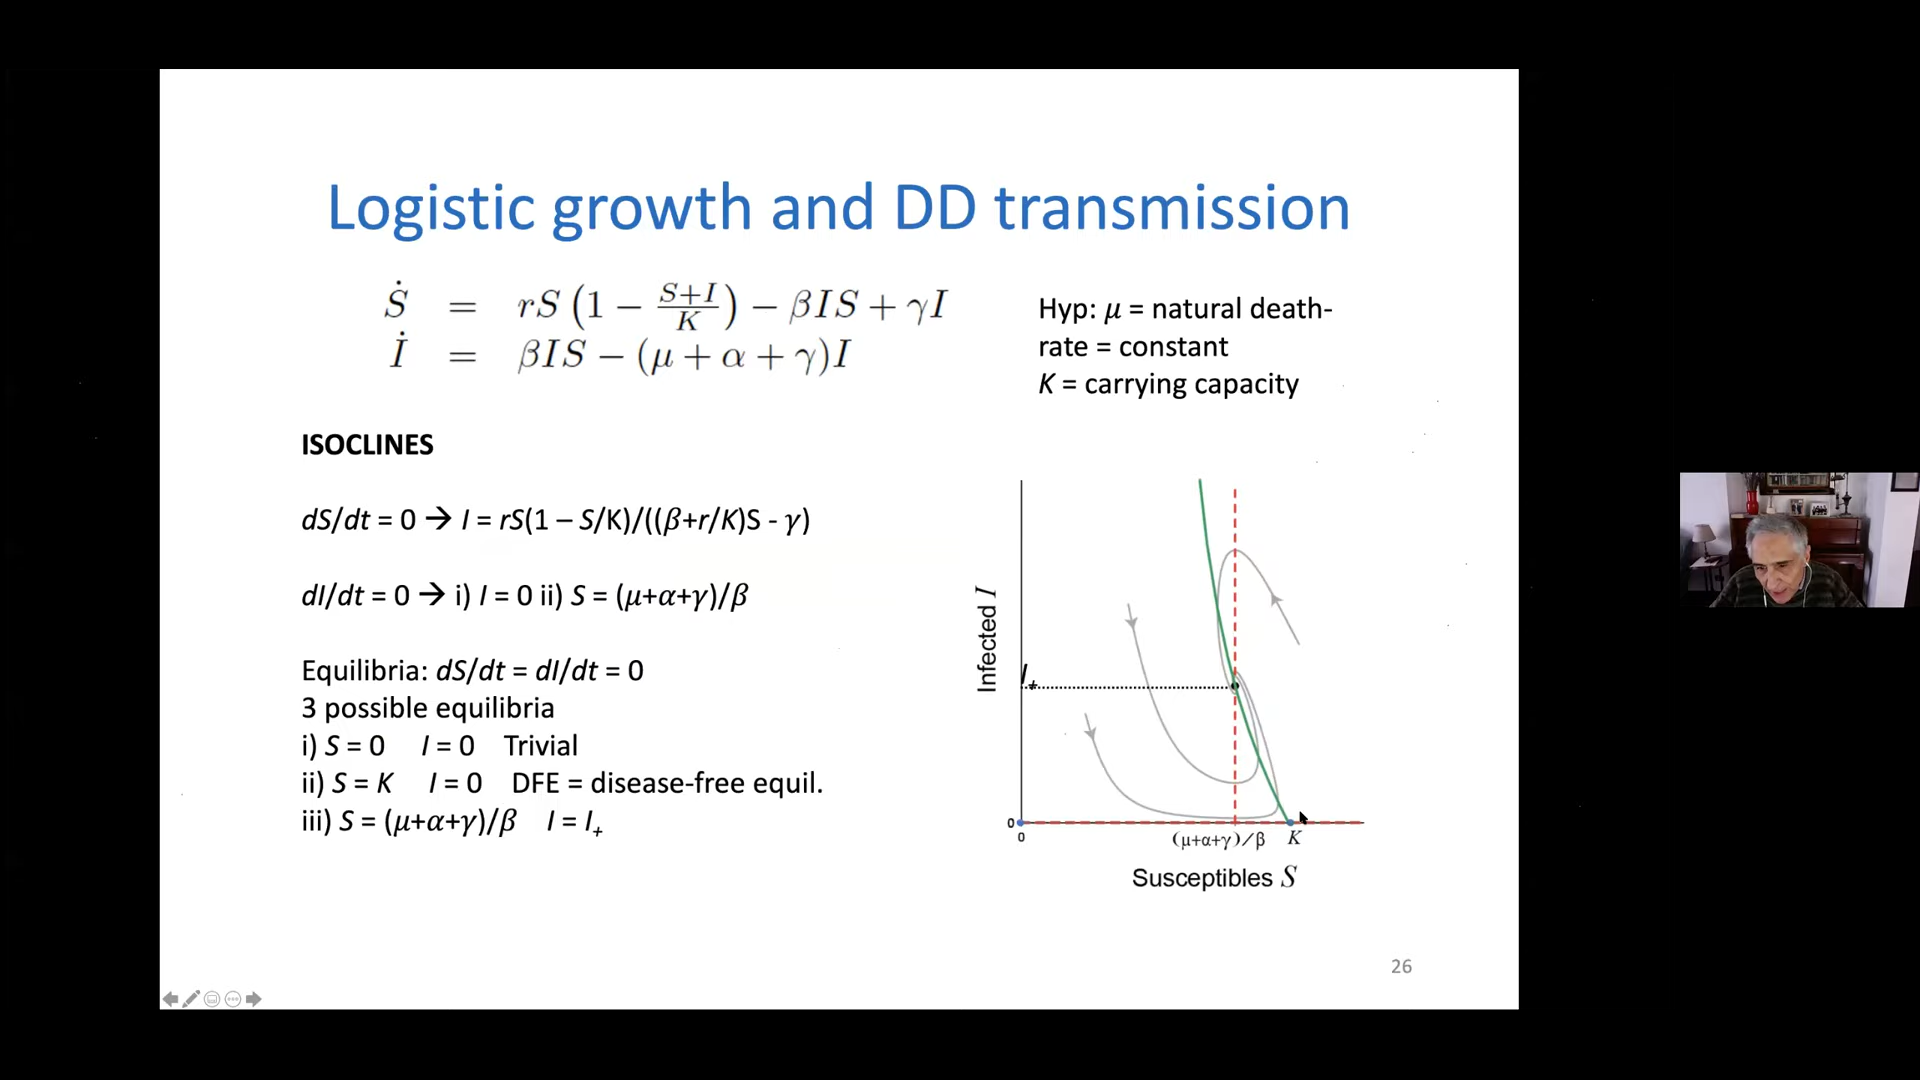 Logistic growth and DD transmission
Ṡ = rS (1 − (S+I)/K) − βIS + γI
İ = βIS − (μ + α + γ)I
Hyp: μ = natural death-
rate = constant
K = carrying capacity
ISOCLINES
dS/dt = 0 → I = rS(1 – S/K)/((β+r/K)S - γ)
dI/dt = 0 → i) I = 0 ii) S = (μ+α+γ)/β
Equilibria: dS/dt = dI/dt = 0
3 possible equilibria
i) S = 0 I = 0 Trivial
ii) S = K I = 0 DFE = disease-free equil.
iii) S = (μ+α+γ)/β I = I₊
Infected I
I₊
0
0
(μ+α+γ)/β K
Susceptibles S
26